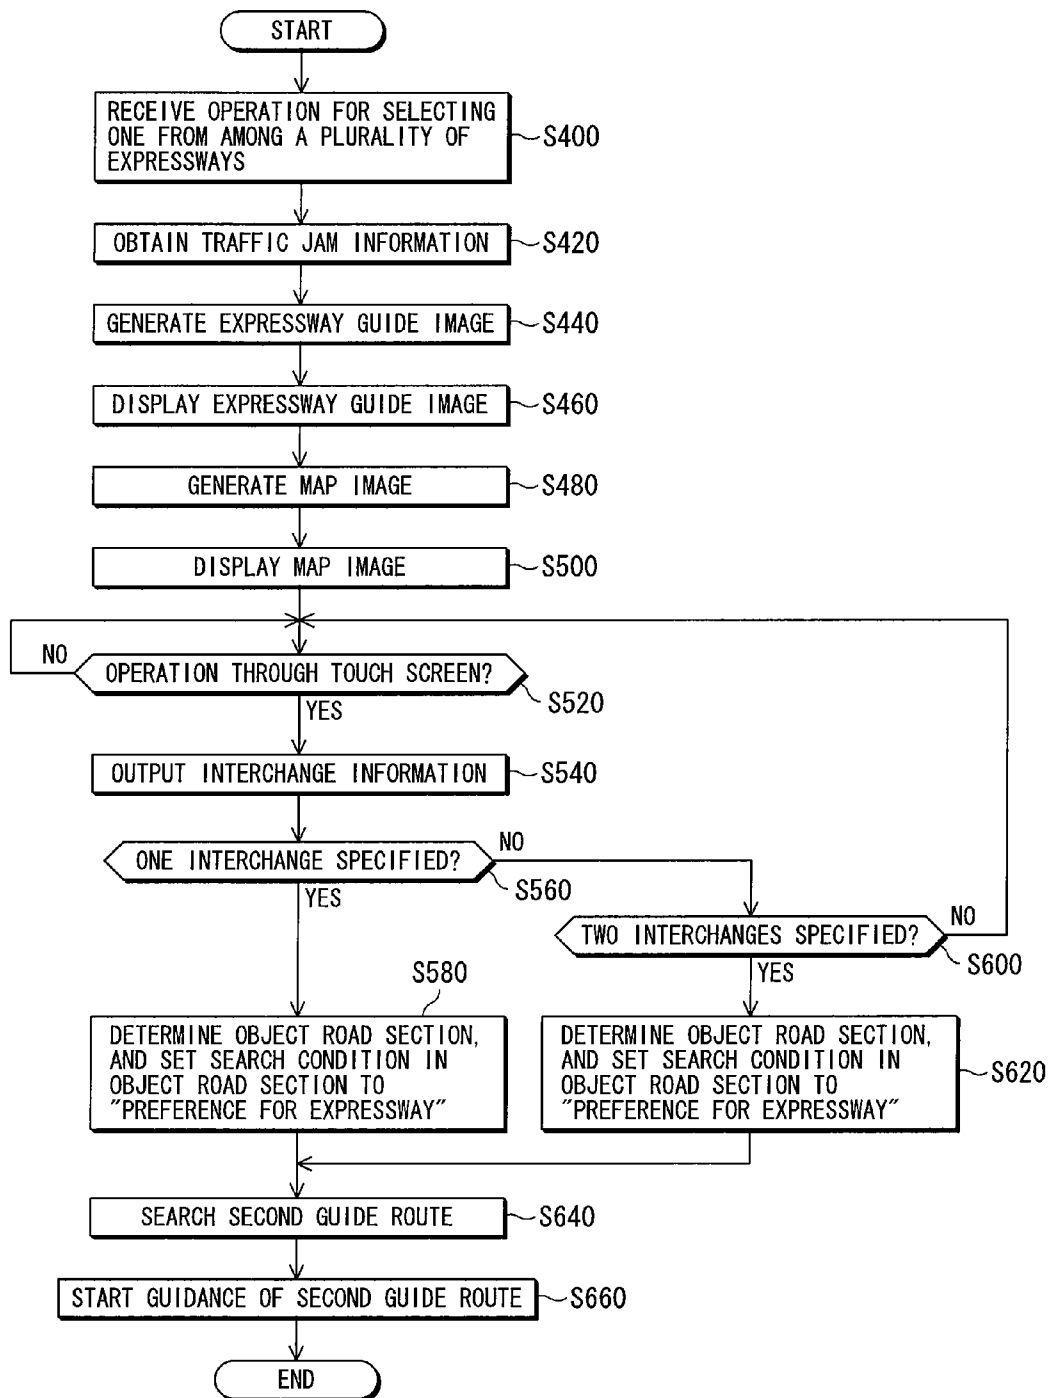 START
RECEIVE OPERATION FOR SELECTING
ONE FROM AMONG A PLURALITY OF
EXPRESSWAYS
S400
OBTAIN TRAFFIC JAM INFORMATION
S420
GENERATE EXPRESSWAY GUIDE IMAGE
S440
DISPLAY EXPRESSWAY GUIDE IMAGE
S460
GENERATE MAP IMAGE
S480
DISPLAY MAP IMAGE
S500
NO
OPERATION THROUGH TOUCH SCREEN?
S520
YES
OUTPUT INTERCHANGE INFORMATION
S540
ONE INTERCHANGE SPECIFIED?
NO
S560
YES
TWO INTERCHANGES SPECIFIED?
NO
S600
YES
S580
DETERMINE OBJECT ROAD SECTION,
AND SET SEARCH CONDITION IN
OBJECT ROAD SECTION TO
"PREFERENCE FOR EXPRESSWAY"
DETERMINE OBJECT ROAD SECTION,
AND SET SEARCH CONDITION IN
OBJECT ROAD SECTION TO
"PREFERENCE FOR EXPRESSWAY"
S620
SEARCH SECOND GUIDE ROUTE
S640
START GUIDANCE OF SECOND GUIDE ROUTE
S660
END